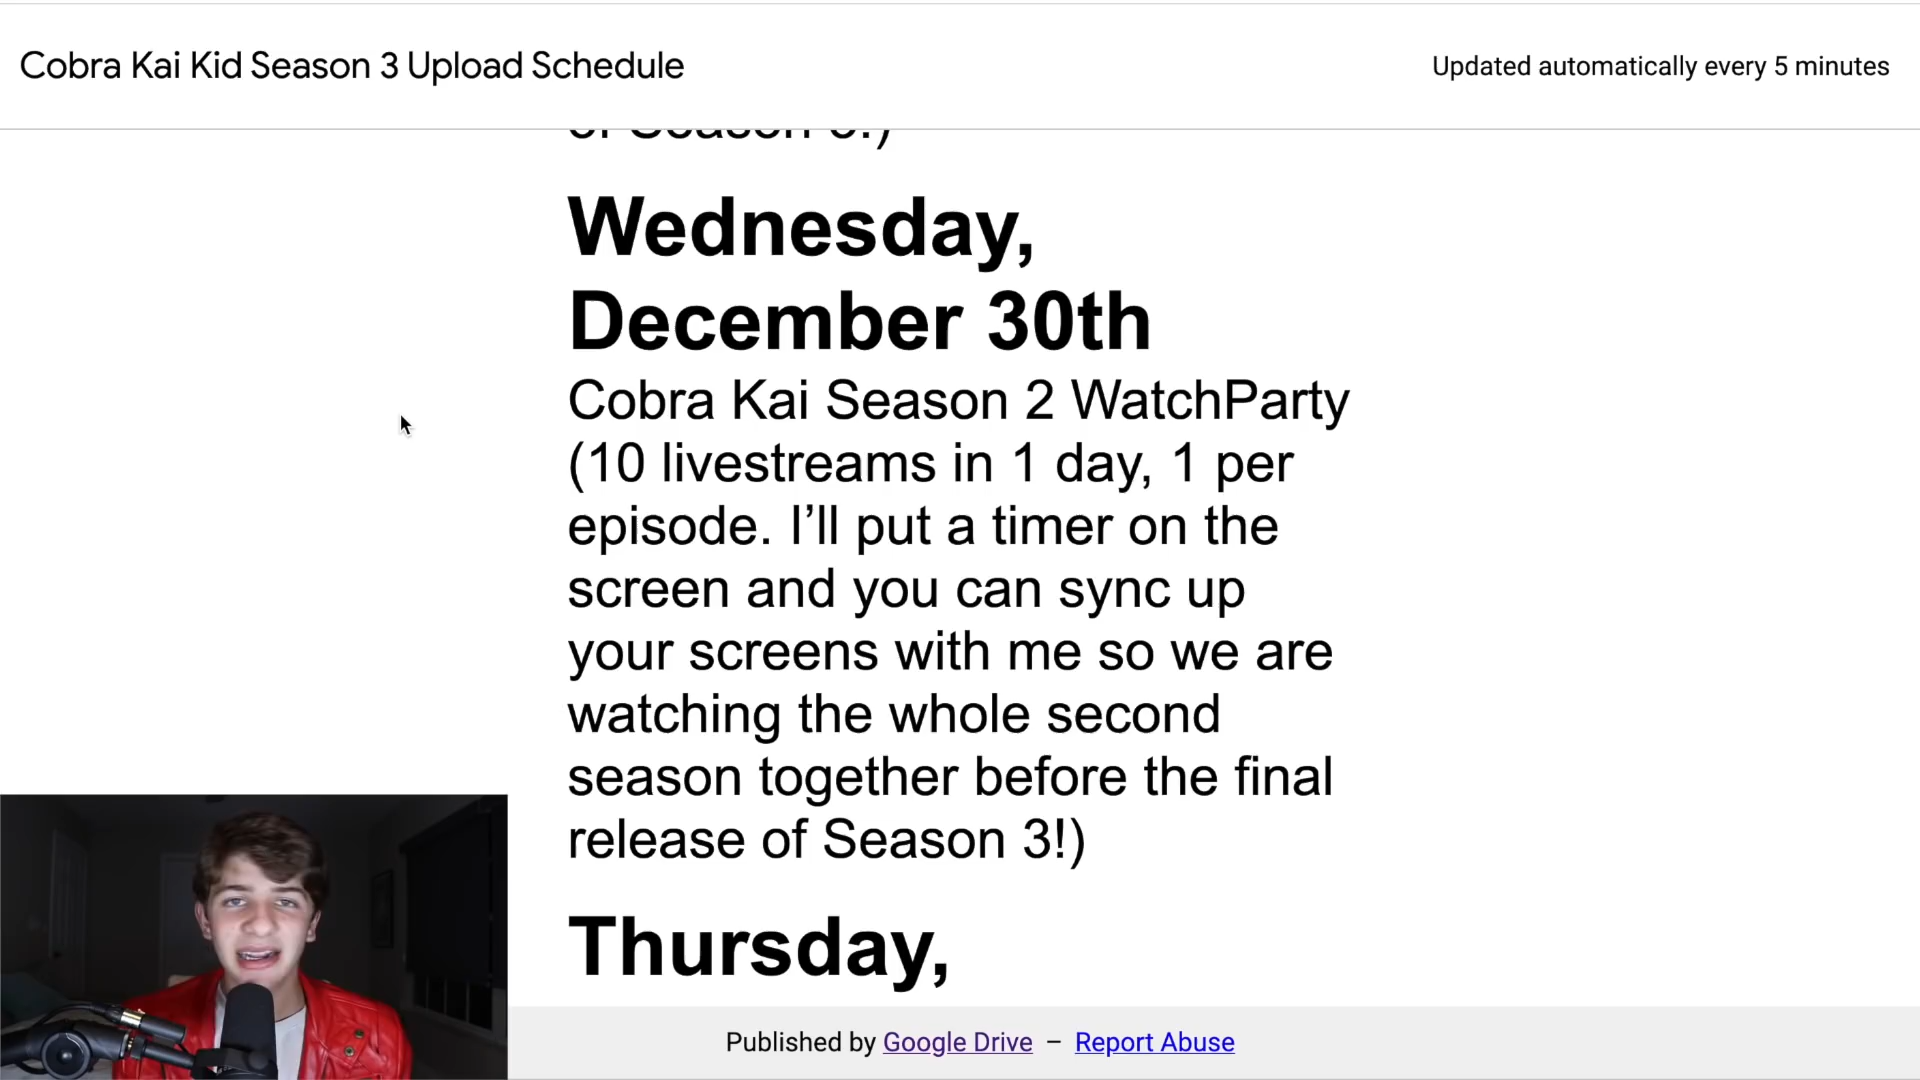 Cobra Kai Kid Season 3 Upload Schedule
Updated automatically every 5 minutes
of Season 3!)
Wednesday,
December 30th
Cobra Kai Season 2 WatchParty
(10 livestreams in 1 day, 1 per
episode. I’ll put a timer on the
screen and you can sync up
your screens with me so we are
watching the whole second
season together before the final
release of Season 3!)
Thursday,
Published by Google Drive – Report Abuse